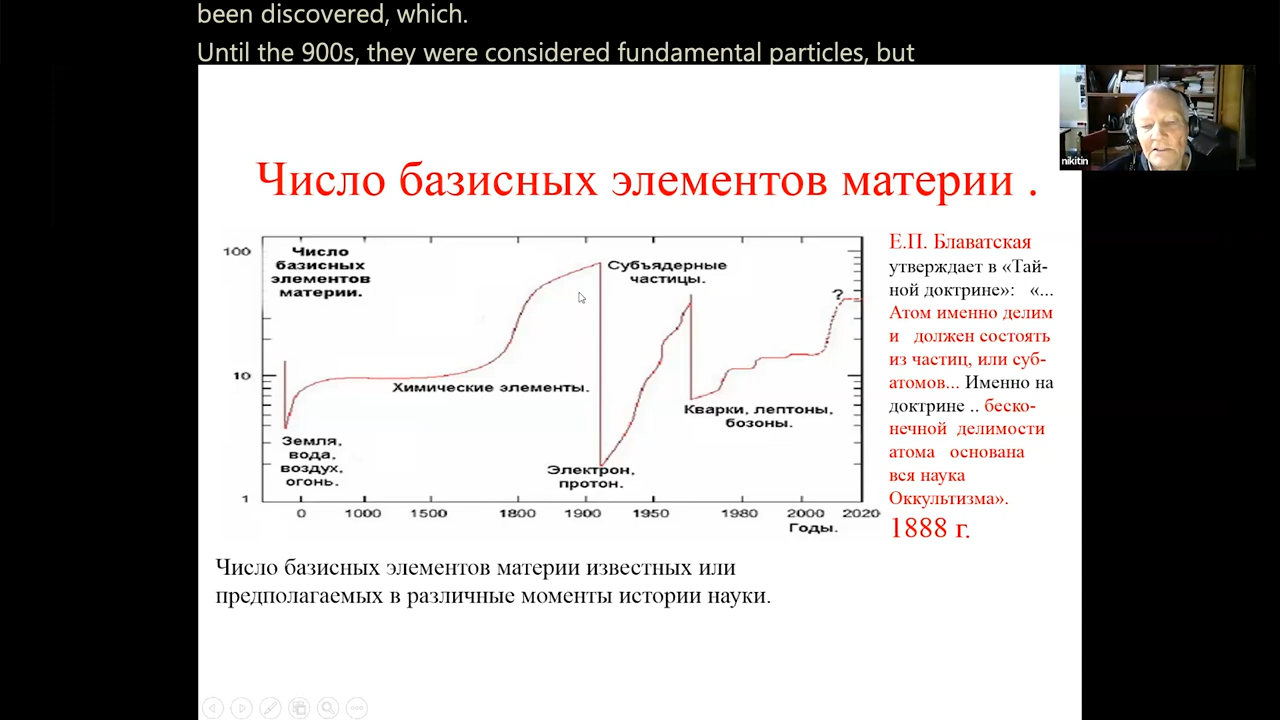 been discovered, which.
Until the 900s, they were considered fundamental particles, but
nikitin
Число базисных элементов материи .
100
10
1
Число
базисных
элементов
материи.
Субъядерные
частицы.
?
Химические элементы.
Кварки, лептоны,
бозоны.
Земля,
вода,
воздух,
огонь.
Электрон,
протон.
0 1000 1500 1800 1900 1950 1980 2000 2020
Годы.
Е.П. Блаватская
утверждает в «Тай-
ной доктрине»: «...
Атом именно делим
и должен состоять
из частиц, или суб-
атомов... Именно на
доктрине .. беско-
нечной делимости
атома основана
вся наука
Оккультизма».
1888 г.
Число базисных элементов материи известных или
предполагаемых в различные моменты истории науки.